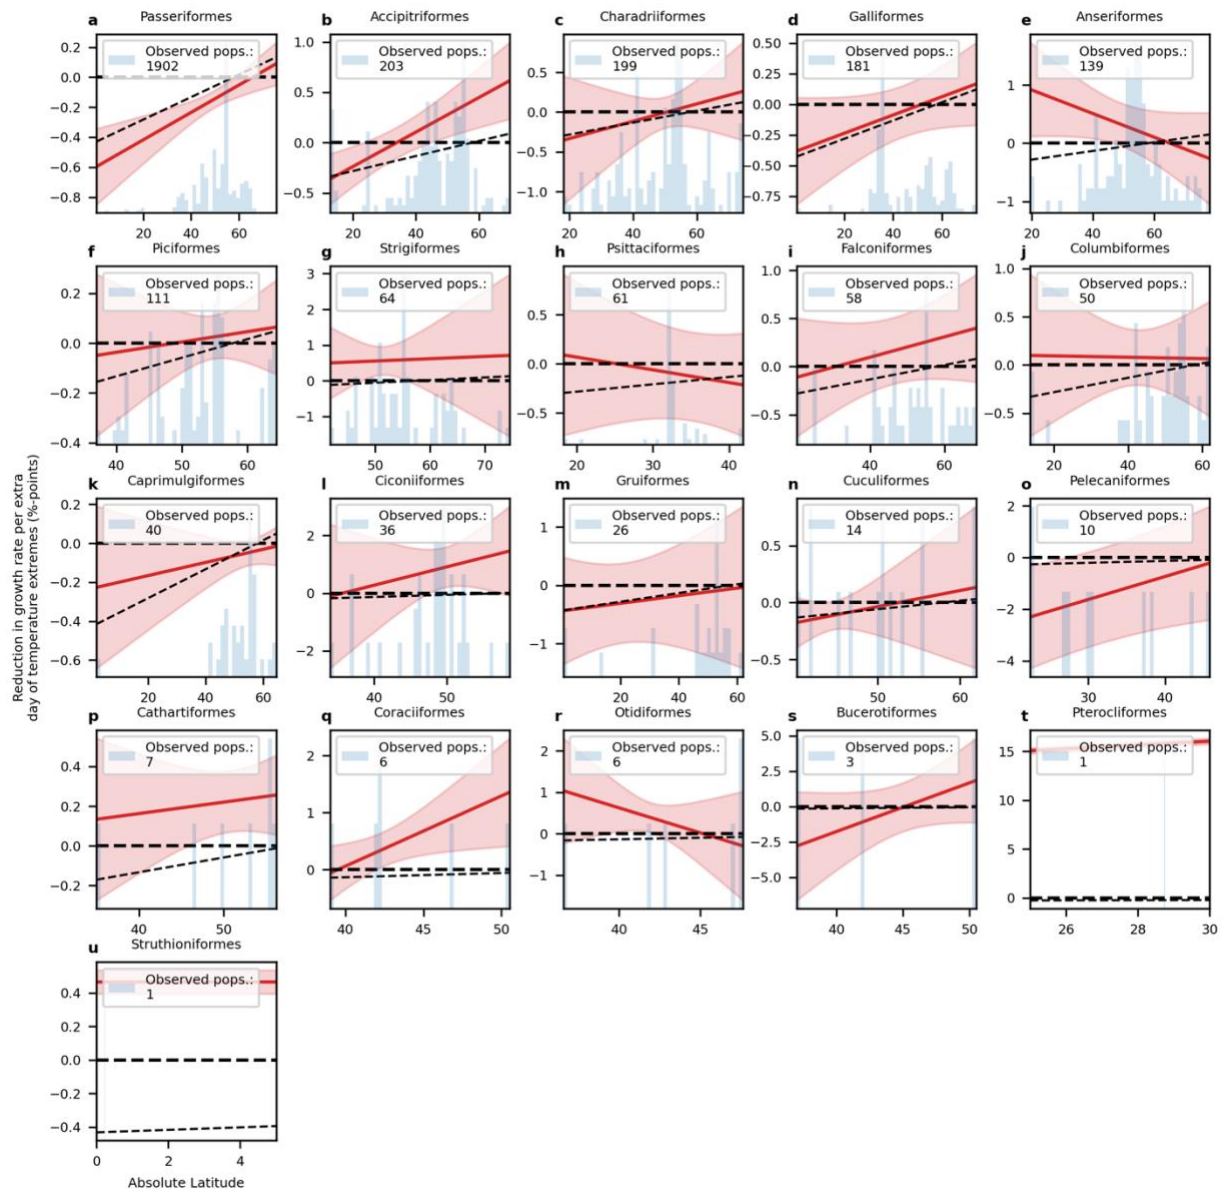 a Passeriformes
Observed pops.:
1902
0.2
0.0
−0.2
−0.4
−0.6
−0.8
20 40 60
b Accipitriformes
Observed pops.:
203
1.0
0.5
0.0
−0.5
20 40 60
c Charadriiformes
Observed pops.:
199
0.5
0.0
−0.5
−1.0
20 40 60
d Galliformes
Observed pops.:
181
0.50
0.25
0.00
−0.25
−0.50
−0.75
20 40 60
e Anseriformes
Observed pops.:
139
1
0
−1
20 40 60
f Piciformes
Observed pops.:
111
0.2
0.0
−0.2
−0.4
40 50 60
g Strigiformes
Observed pops.:
64
3
2
1
0
−1
50 60 70
h Psittaciformes
Observed pops.:
61
0.5
0.0
−0.5
20 30 40
i Falconiformes
Observed pops.:
58
1.0
0.5
0.0
−0.5
40 60
j Columbiformes
Observed pops.:
50
1.0
0.5
0.0
−0.5
20 40 60
Reduction in growth rate per extra
day of temperature extremes (%-points)
k Caprimulgiformes
Observed pops.:
40
0.2
0.0
−0.2
−0.4
−0.6
20 40 60
l Ciconiiformes
Observed pops.:
36
2
0
−2
40 50
m Gruiformes
Observed pops.:
26
1
0
−1
20 40 60
n Cuculiformes
Observed pops.:
14
0.5
0.0
−0.5
50 60
o Pelecaniformes
Observed pops.:
10
2
0
−2
−4
30 40
p Cathartiformes
Observed pops.:
7
0.4
0.2
0.0
−0.2
40 50
q Coraciiformes
Observed pops.:
6
2
1
0
40 45 50
r Otidiformes
Observed pops.:
6
2
1
0
−1
40 45
s Bucerotiformes
Observed pops.:
3
5.0
2.5
0.0
−2.5
−5.0
40 45 50
t Pterocliformes
Observed pops.:
1
15
10
5
0
26 28 30
u Struthioniformes
Observed pops.:
1
0.4
0.2
0.0
−0.2
−0.4
0 2 4
Absolute Latitude